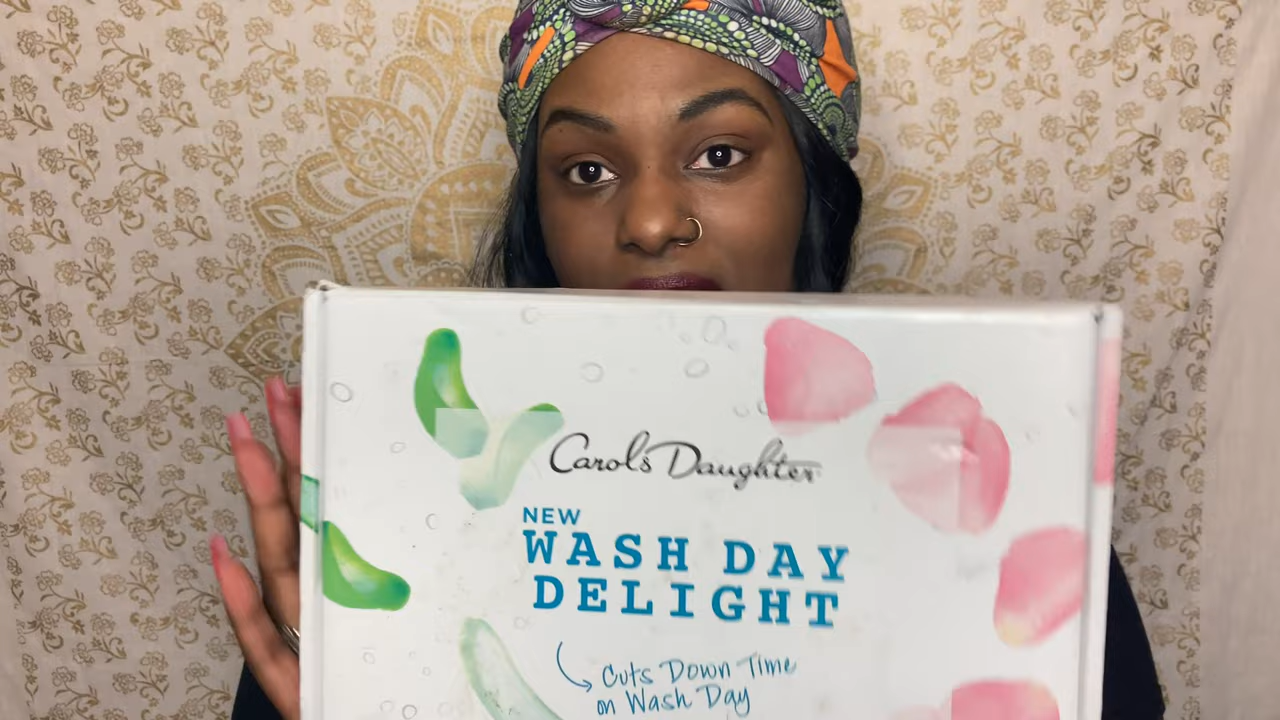 Carol's Daughter
NEW
WASH DAY
DELIGHT
Cuts Down Time
on Wash Day